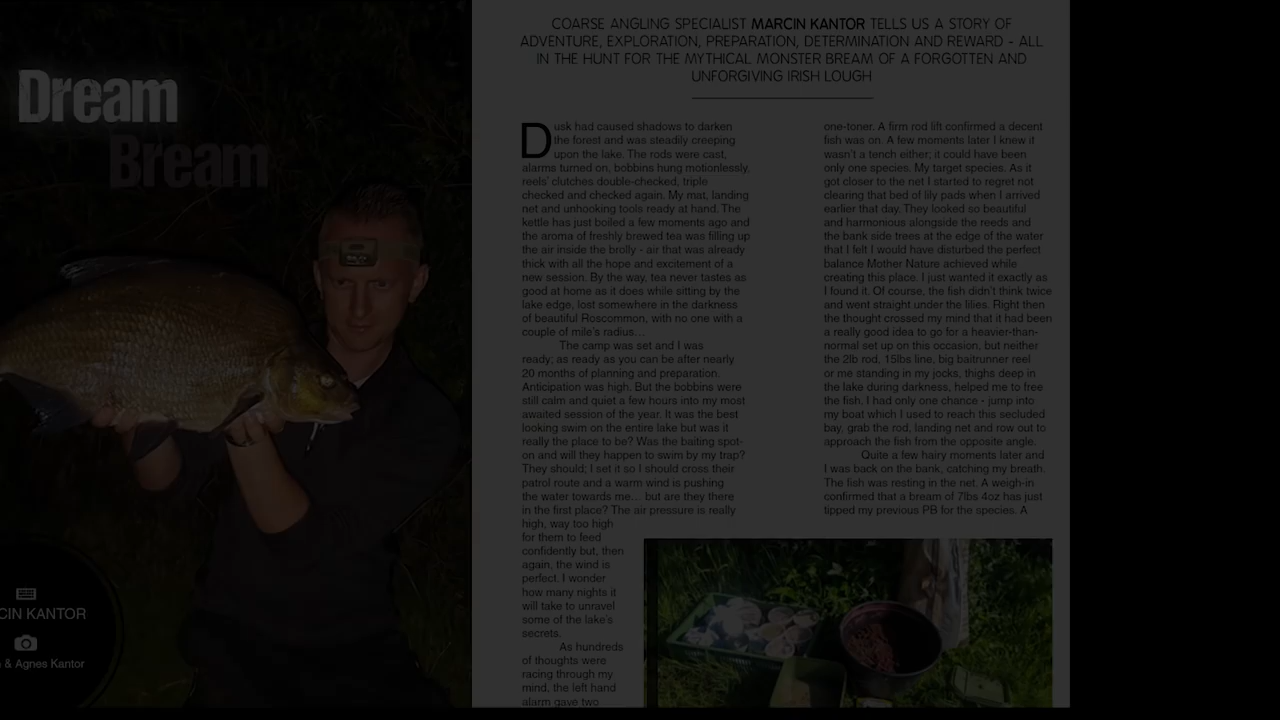 Dream
Bream
CIN KANTOR
& Agnes Kantor
COARSE ANGLING SPECIALIST MARCIN KANTOR TELLS US A STORY OF
ADVENTURE, EXPLORATION, PREPARATION, DETERMINATION AND REWARD - ALL
IN THE HUNT FOR THE MYTHICAL MONSTER BREAM OF A FORGOTTEN AND
UNFORGIVING IRISH LOUGH
Dusk had caused shadows to darken
the forest and was steadily creeping
upon the lake. The rods were cast,
alarms turned on, bobbins hung motionlessly,
reels' clutches double-checked, triple
checked and checked again. My mat, landing
net and unhooking tools ready at hand. The
kettle has just boiled a few moments ago and
the aroma of freshly brewed tea was filling up
the air inside the brolly - air that was already
thick with all the hope and excitement of a
new session. By the way, tea never tastes as
good at home as it does while sitting by the
lake edge, lost somewhere in the darkness
of beautiful Roscommon, with no one with a
couple of mile's radius...
The camp was set and I was
ready; as ready as you can be after nearly
20 months of planning and preparation.
Anticipation was high. But the bobbins were
still calm and quiet a few hours into my most
awaited session of the year. It was the best
looking swim on the entire lake but was it
really the place to be? Was the baiting spot-
on and will they happen to swim by my trap?
They should; I set it so I should cross their
patrol route and a warm wind is pushing
the water towards me... but are they there
in the first place? The air pressure is really
high, way too high
for them to feed
confidently but, then
again, the wind is
perfect. I wonder
how many nights it
will take to unravel
some of the lake's
secrets.
As hundreds
of thoughts were
racing through my
mind, the left hand
alarm gave two
one-toner. A firm rod lift confirmed a decent
fish was on. A few moments later I knew it
wasn't a tench either; it could have been
only one species. My target species. As it
got closer to the net I started to regret not
clearing that bed of lily pads when I arrived
earlier that day. They looked so beautiful
and harmonious alongside the reeds and
the bank side trees at the edge of the water
that I felt I would have disturbed the perfect
balance Mother Nature achieved while
creating this place. I just wanted it exactly as
I found it. Of course, the fish didn't think twice
and went straight under the lilies. Right then
the thought crossed my mind that it had been
a really good idea to go for a heavier-than-
normal set up on this occasion, but neither
the 2lb rod, 15lbs line, big baitrunner reel
or me standing in my jocks, thighs deep in
the lake during darkness, helped me to free
the fish. I had only one chance - jump into
my boat which I used to reach this secluded
bay, grab the rod, landing net and row out to
approach the fish from the opposite angle.
Quite a few hairy moments later and
I was back on the bank, catching my breath.
The fish was resting in the net. A weigh-in
confirmed that a bream of 7lbs 4oz has just
tipped my previous PB for the species. A